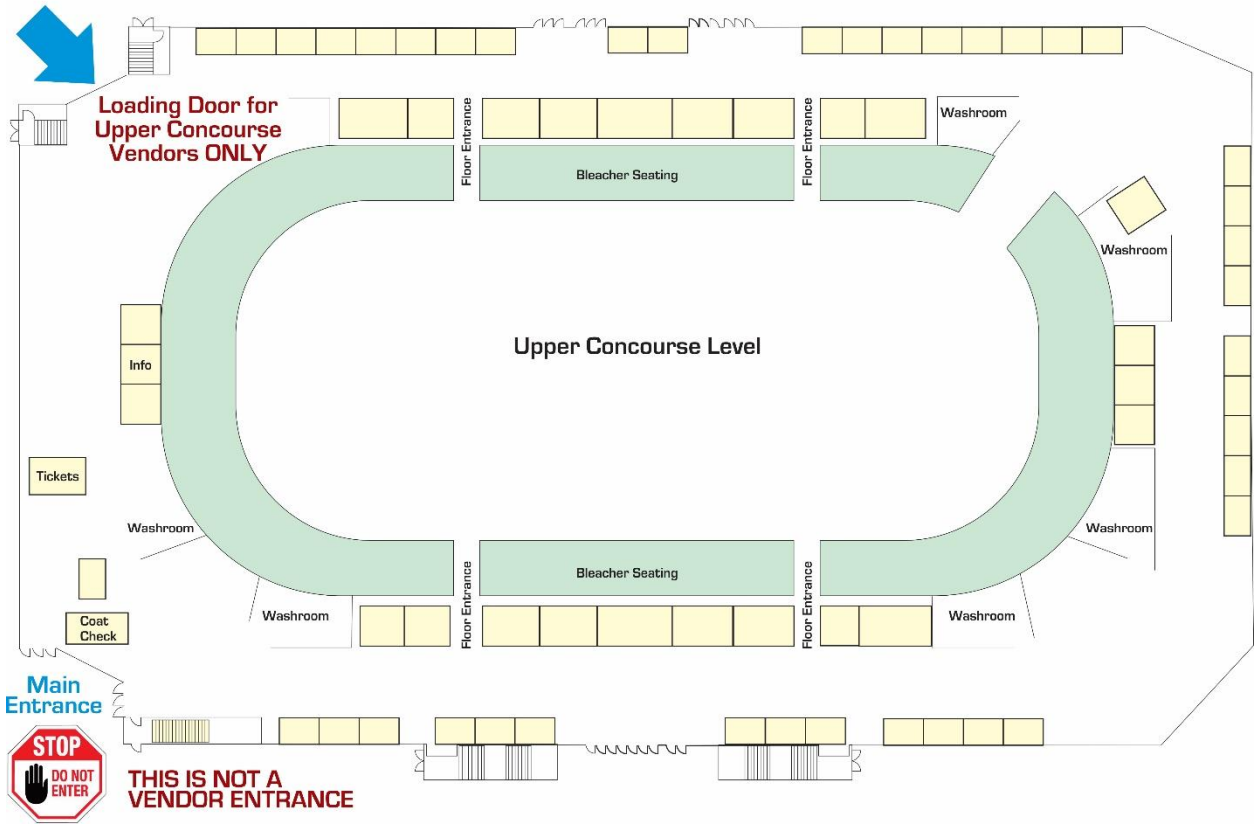 Loading Door for
Upper Concourse
Vendors ONLY
Floor Entrance
Floor Entrance
Washroom
Bleacher Seating
Washroom
Upper Concourse Level
Info
Tickets
Washroom
Washroom
Bleacher Seating
Floor Entrance
Floor Entrance
Washroom
Washroom
Coat
Check
Main
Entrance
STOP
DO NOT
ENTER
THIS IS NOT A
VENDOR ENTRANCE